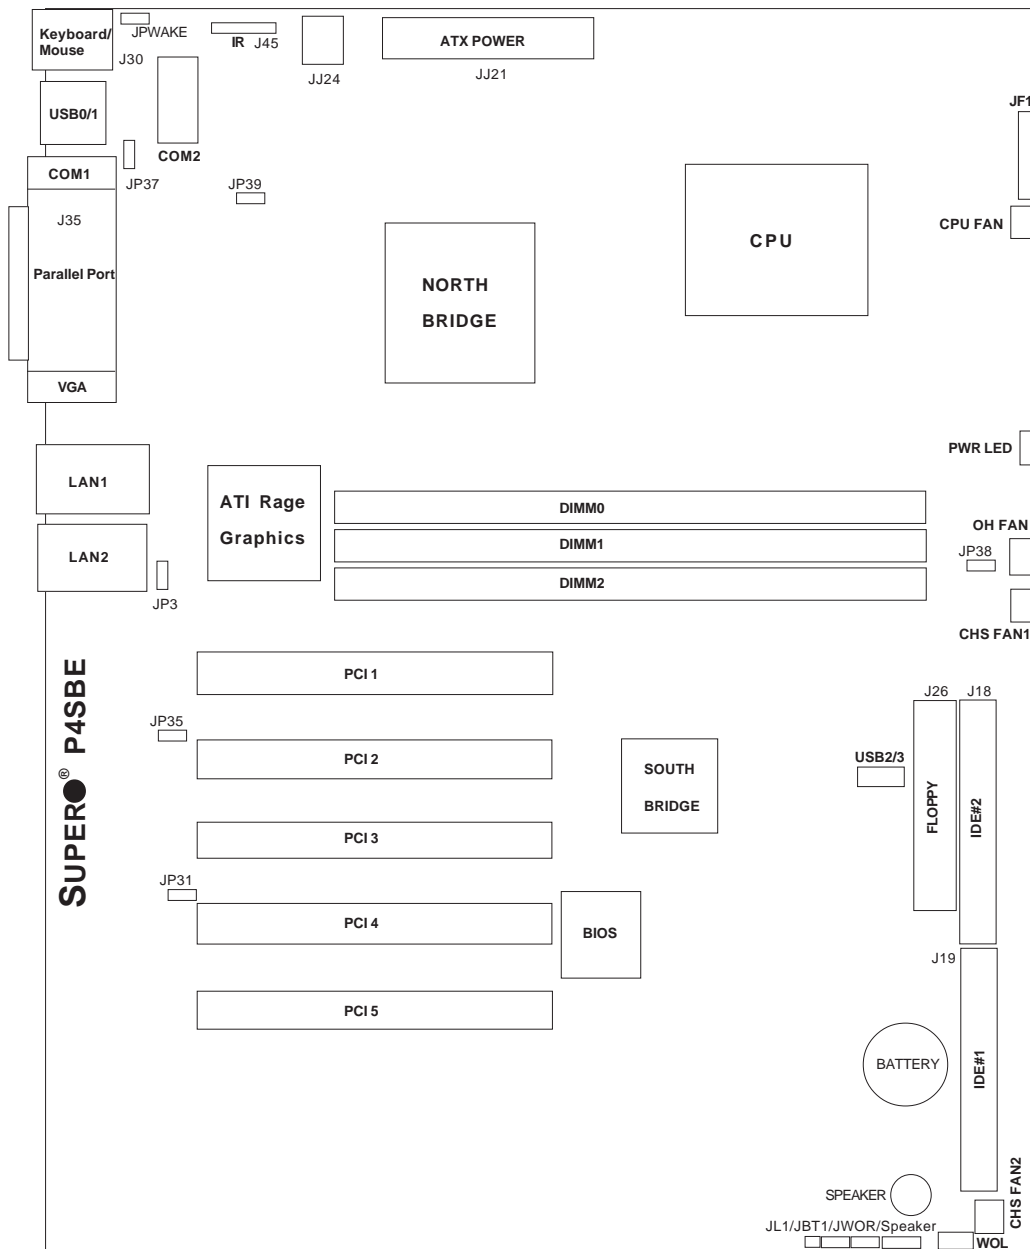 Keyboard/
Mouse
JPWAKE
J30
IR J45
JJ24
ATX POWER
JJ21
JF1
USB0/1
COM2
COM1
JP37
JP39
J35
Parallel Port
VGA
CPU
CPU FAN
NORTH
BRIDGE
PWR LED
LAN1
LAN2
JP3
ATI Rage
Graphics
DIMM0
DIMM1
DIMM2
OH FAN
JP38
CHS FAN1
PCI 1
JP35
PCI 2
PCI 3
JP31
PCI 4
PCI 5
SUPER® P4SBE
SOUTH
BRIDGE
BIOS
USB2/3
J26
J18
FLOPPY
IDE#2
J19
IDE#1
BATTERY
SPEAKER
CHS FAN2
JL1/JBT1/JWOR/Speaker
WOL